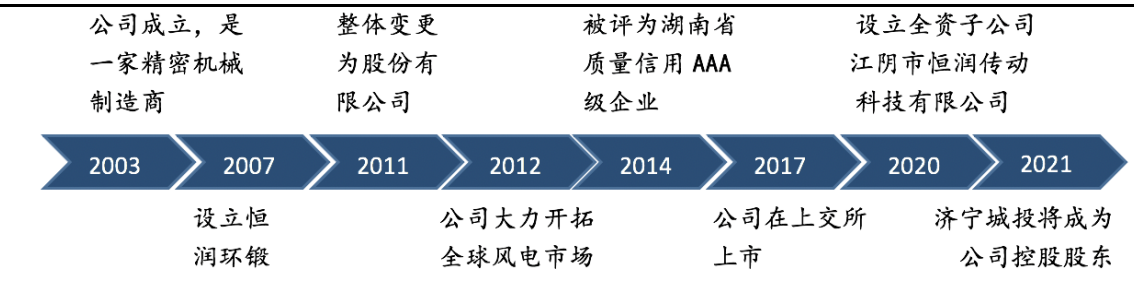 公司成立，是
一家精密机械
制造商
整体变更
为股份有
限公司
被评为湖南省
质量信用 AAA
级企业
设立全资子公司
江阴市恒润传动
科技有限公司
2003
2007
2011
2012
2014
2017
2020
2021
设立恒
润环锻
公司大力开拓
全球风电市场
公司在上交所
上市
济宁城投将成为
公司控股股东